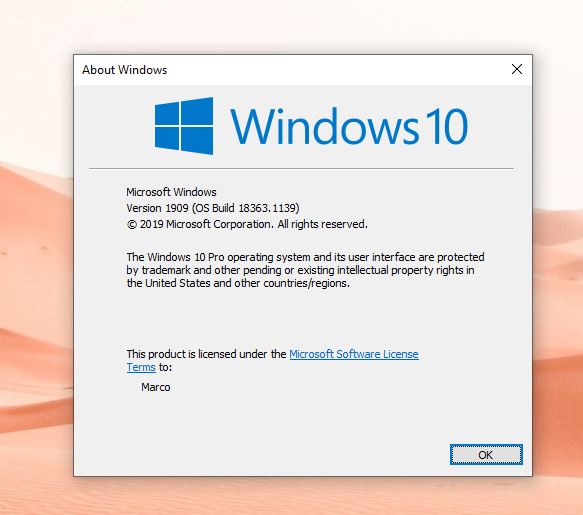 About Windows
Windows 10
Microsoft Windows
Version 1909 (OS Build 18363.1139)
© 2019 Microsoft Corporation. All rights reserved.
The Windows 10 Pro operating system and its user interface are protected
by trademark and other pending or existing intellectual property rights in
the United States and other countries/regions.
This product is licensed under the Microsoft Software License
Terms to:
Marco
OK